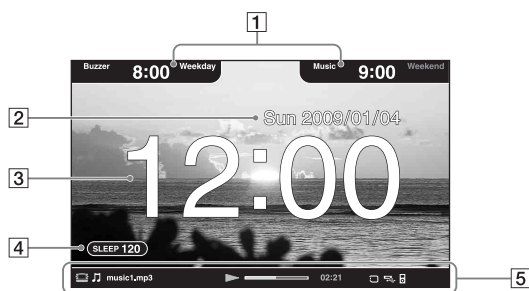 1
Buzzer 8:00 Weekday Music 9:00 Weekend
2 Sun 2009/01/04
3 12:00
4 SLEEP 120
music1.mp3 02:21 5